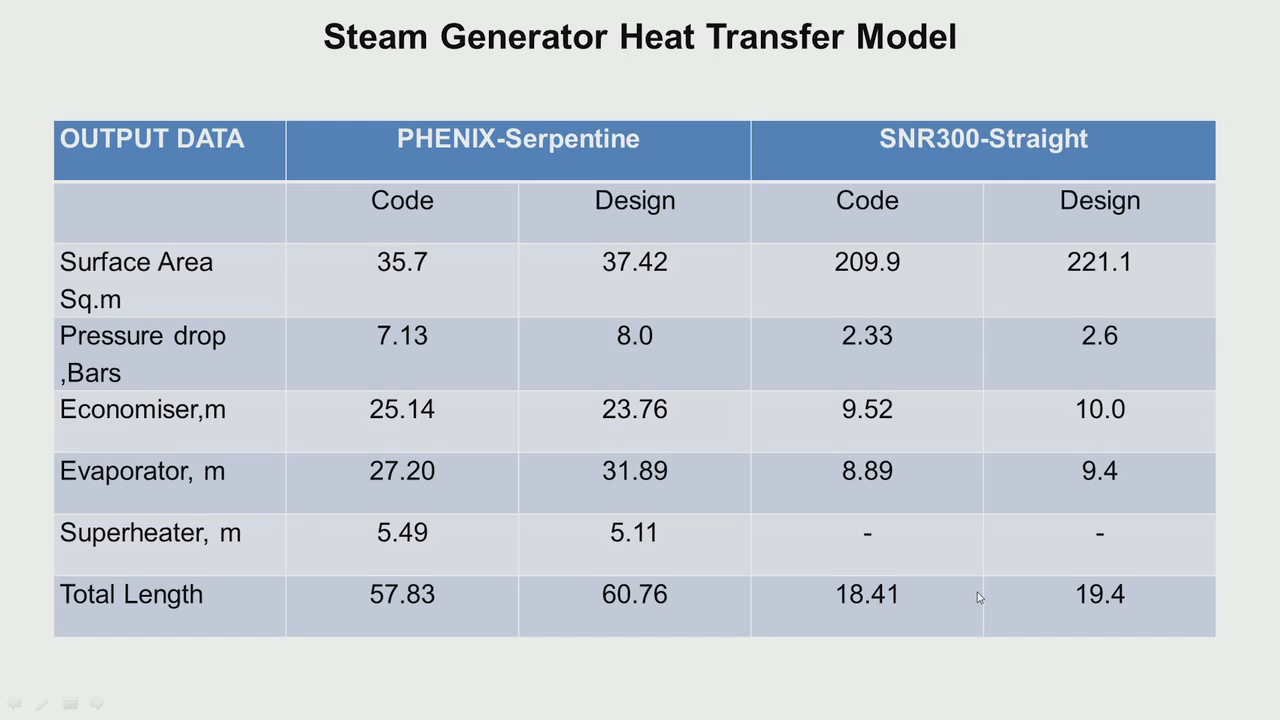 Steam Generator Heat Transfer Model
OUTPUT DATA PHENIX-Serpentine SNR300-Straight
Code Design Code Design
Surface Area 35.7 37.42 209.9 221.1
Sq.m
Pressure drop 7.13 8.0 2.33 2.6
,Bars
Economiser,m 25.14 23.76 9.52 10.0
Evaporator, m 27.20 31.89 8.89 9.4
Superheater, m 5.49 5.11 - -
Total Length 57.83 60.76 18.41 19.4